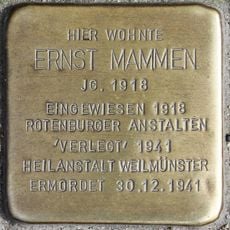 HIER WOHNTE
ERNST MAMMEN
JG. 1918
EINGEWIESEN 1918
ROTENBURGER ANSTALTEN
'VERLEGT' 1941
HEILANSTALT WEILMÜNSTER
ERMORDET 30.12.1941